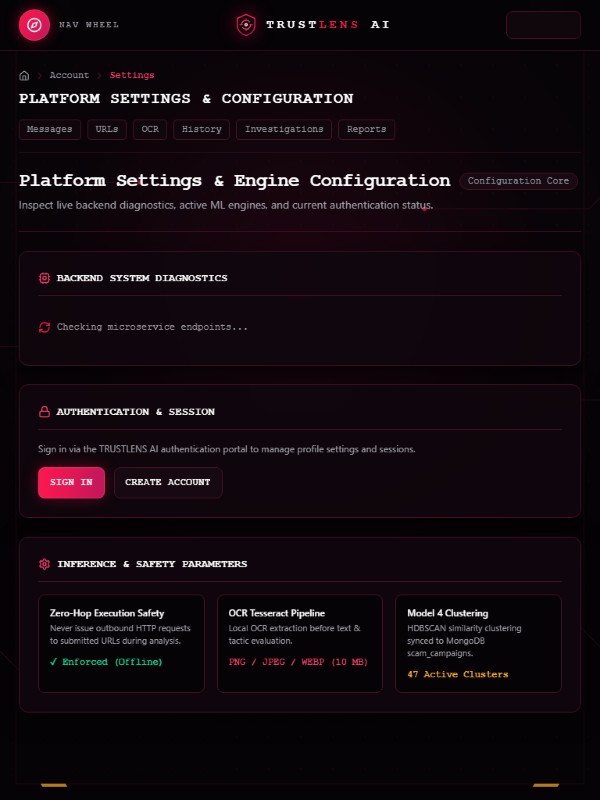 NAV WHEEL
TRUSTLENS AI
Account > Settings
PLATFORM SETTINGS & CONFIGURATION
Messages URLs OCR History Investigations Reports
Platform Settings & Engine Configuration Configuration Core
Inspect live backend diagnostics, active ML engines, and current authentication status.
BACKEND SYSTEM DIAGNOSTICS
Checking microservice endpoints...
AUTHENTICATION & SESSION
Sign in via the TRUSTLENS AI authentication portal to manage profile settings and sessions.
SIGN IN CREATE ACCOUNT
INFERENCE & SAFETY PARAMETERS
Zero-Hop Execution Safety
Never issue outbound HTTP requests
to submitted URLs during analysis.
✓ Enforced (Offline)
OCR Tesseract Pipeline
Local OCR extraction before text &
tactic evaluation.
PNG / JPEG / WEBP (10 MB)
Model 4 Clustering
HDBSCAN similarity clustering
synced to MongoDB
scam_campaigns.
47 Active Clusters